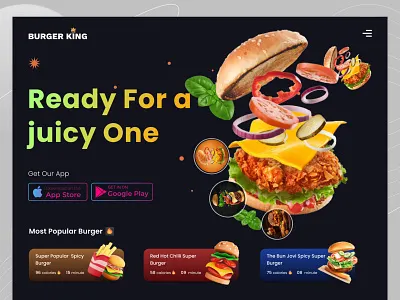 BURGER KING
Ready For a
juicy One
Get Our App
App Store
GET IT ON
Google Play
Most Popular Burger
Super Popular Spicy
Burger
96 calories 15 minute
Red Hot Chilli Super
Burger
58 calories 09 minute
The Bun Jovi Spicy Super
Burger
75 calories 08 minute